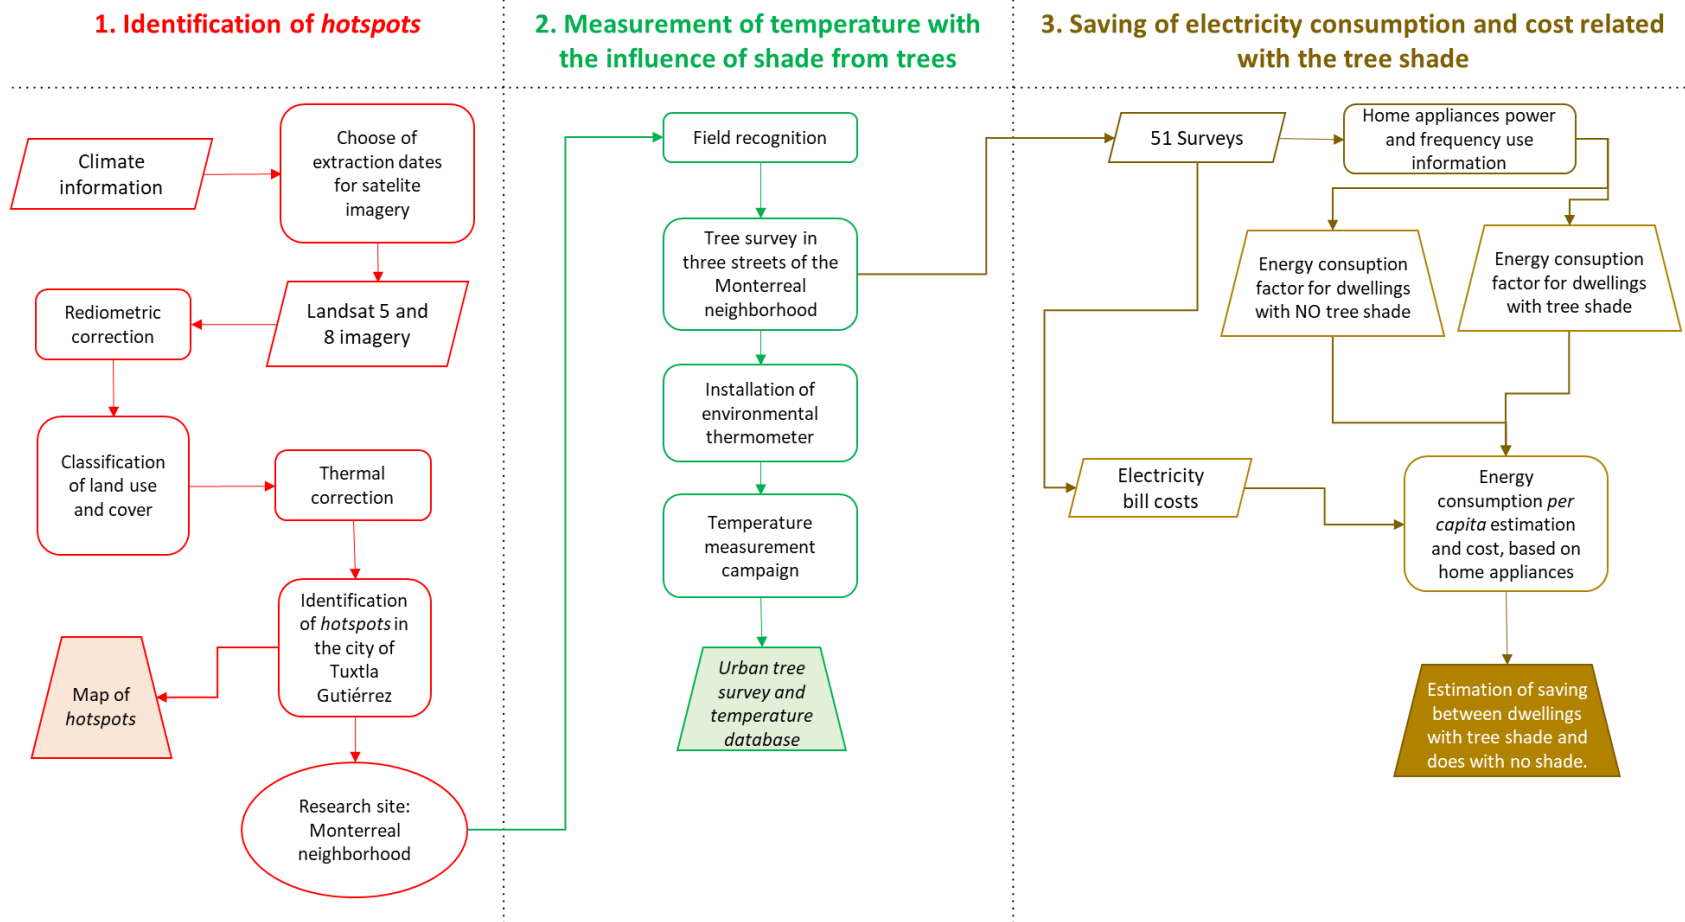 1. Identification of hotspots
2. Measurement of temperature with
the influence of shade from trees
3. Saving of electricity consumption and cost related
with the tree shade
Climate
information
Choose of
extraction dates
for satelite
imagery
Landsat 5 and
8 imagery
Rediometric
correction
Classification
of land use
and cover
Thermal
correction
Identification
of hotspots in
the city of
Tuxtla
Gutiérrez
Map of
hotspots
Research site:
Monterreal
neighborhood
Field recognition
Tree survey in
three streets of the
Monterreal
neighborhood
Installation of
environmental
thermometer
Temperature
measurement
campaign
Urban tree
survey and
temperature
database
51 Surveys
Home appliances power
and frequency use
information
Energy consuption
factor for dwellings
with NO tree shade
Energy consuption
factor for dwellings
with tree shade
Electricity
bill costs
Energy
consumption per
capita estimation
and cost, based on
home appliances
Estimation of saving
between dwellings
with tree shade and
does with no shade.